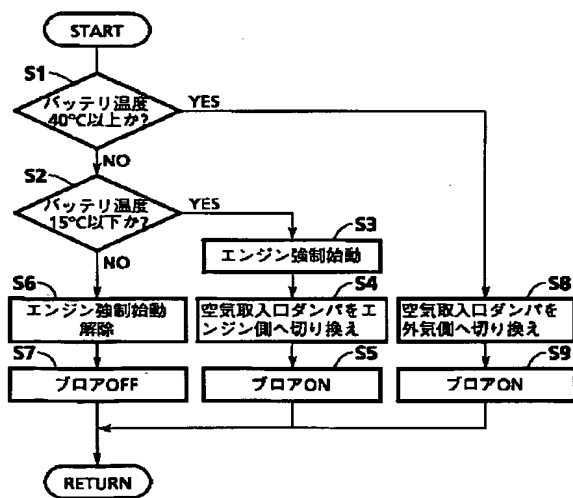 START
S1
バッテリ温度
40℃以上か?
YES
NO
S2
バッテリ温度
15℃以下か?
YES
NO
S3
エンジン強制始動
S6
エンジン強制始動
解除
S4
空気取入口ダンパをエ
ンジン側へ切り換え
S8
空気取入口ダンパを
外気側へ切り換え
S7
ブロアOFF
S5
ブロアON
S9
ブロアON
RETURN